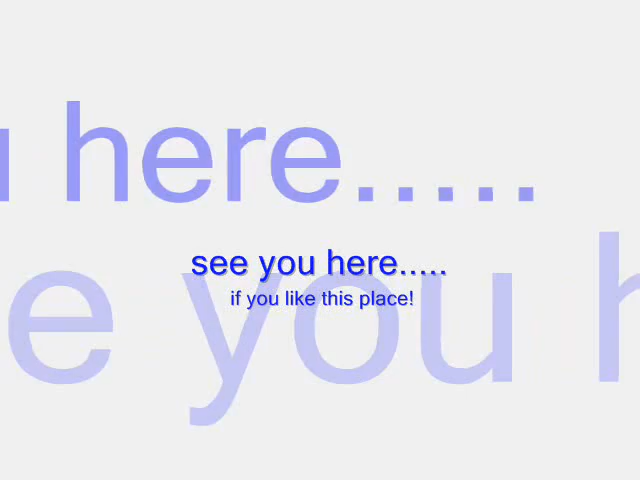 u here.....
see you here.....
if you like this place!
e you h